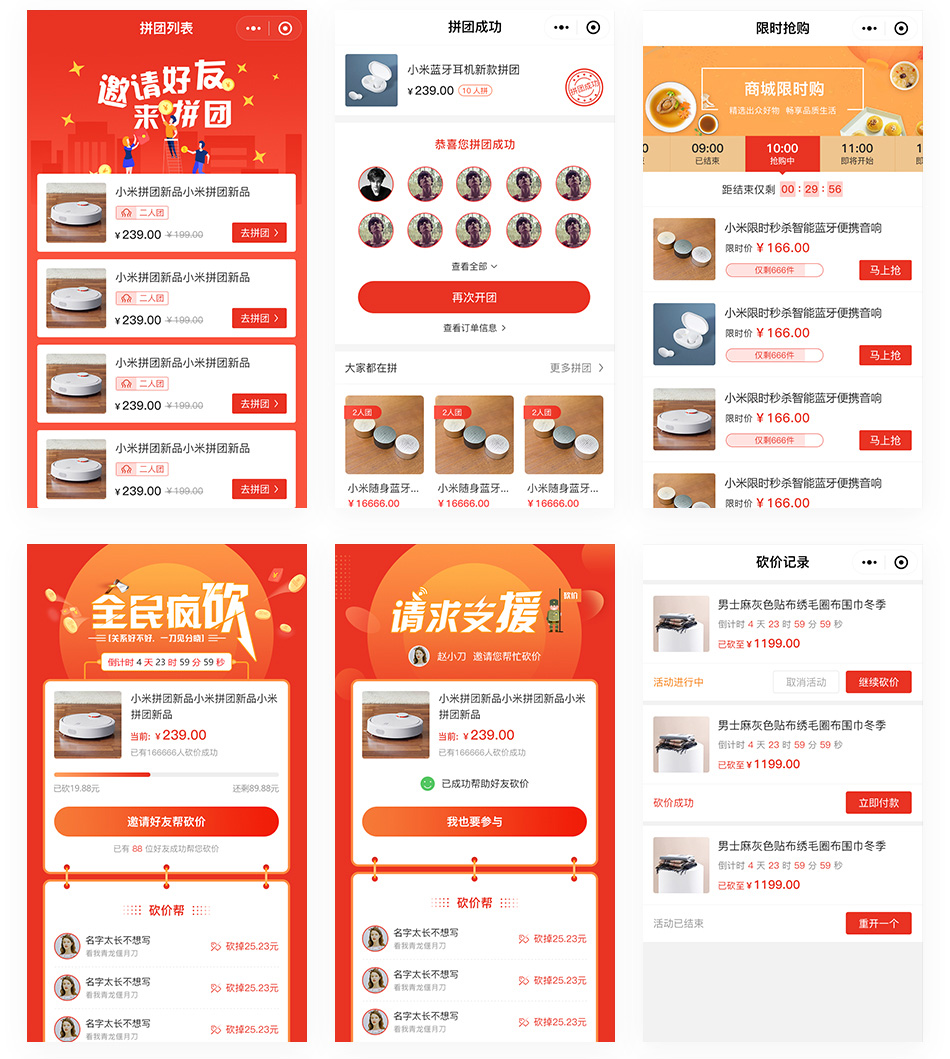 拼团列表
邀请好友
来拼团
小米拼团新品小米拼团新品
二人团
¥239.00 ¥199.00
去拼团
小米拼团新品小米拼团新品
二人团
¥239.00 ¥199.00
去拼团
小米拼团新品小米拼团新品
二人团
¥239.00 ¥199.00
去拼团
小米拼团新品小米拼团新品
二人团
¥239.00 ¥199.00
去拼团
拼团成功
小米蓝牙耳机新款拼团
¥239.00 10人拼
拼团成功
恭喜您拼团成功
查看全部
再次开团
查看订单信息
大家都在拼 更多拼团
2人团 2人团 2人团
小米随身蓝牙... 小米随身蓝牙... 小米随身蓝牙...
¥16666.00 ¥16666.00 ¥16666.00
限时抢购
商城限时购
精选出众好物 畅享品质生活
09:00 10:00 11:00
已结束 抢购中 即将开始
距结束仅剩 00 : 29 : 56
小米限时秒杀智能蓝牙便携音响
限时价 ¥166.00
仅剩666件
马上抢
小米限时秒杀智能蓝牙便携音响
限时价 ¥166.00
仅剩666件
马上抢
小米限时秒杀智能蓝牙便携音响
限时价 ¥166.00
仅剩666件
马上抢
小米限时秒杀智能蓝牙便携音响
限时价 ¥166.00
全民疯砍
[关系好不好，一刀见分晓]
倒计时 4 天 23 时 59 分 59 秒
小米拼团新品小米拼团新品小米
拼团新品
当前: ¥239.00
已有166666人砍价成功
已砍19.88元 还剩89.88元
邀请好友帮砍价
已有 88 位好友成功帮您砍价
砍价帮
名字太长不想写
看我青龙偃月刀
砍掉25.23元
名字太长不想写
看我青龙偃月刀
砍掉25.23元
名字太长不想写
看我青龙偃月刀
砍掉25.23元
请求支援
砍价
赵小刀 邀请您帮忙砍价
小米拼团新品小米拼团新品小米
拼团新品
当前: ¥239.00
已有166666人砍价成功
已成功帮助好友砍价
我也要参与
砍价帮
名字太长不想写
看我青龙偃月刀
砍掉25.23元
名字太长不想写
看我青龙偃月刀
砍掉25.23元
名字太长不想写
看我青龙偃月刀
砍掉25.23元
砍价记录
男士麻灰色贴布绣毛圈布围巾冬季
倒计时 4 天 23 时 59 分 59 秒
已砍至 ¥1199.00
活动进行中 取消活动 继续砍价
男士麻灰色贴布绣毛圈布围巾冬季
倒计时 4 天 23 时 59 分 59 秒
已砍至 ¥1199.00
砍价成功 立即付款
男士麻灰色贴布绣毛圈布围巾冬季
倒计时 4 天 23 时 59 分 59 秒
已砍至 ¥1199.00
活动已结束 重开一个